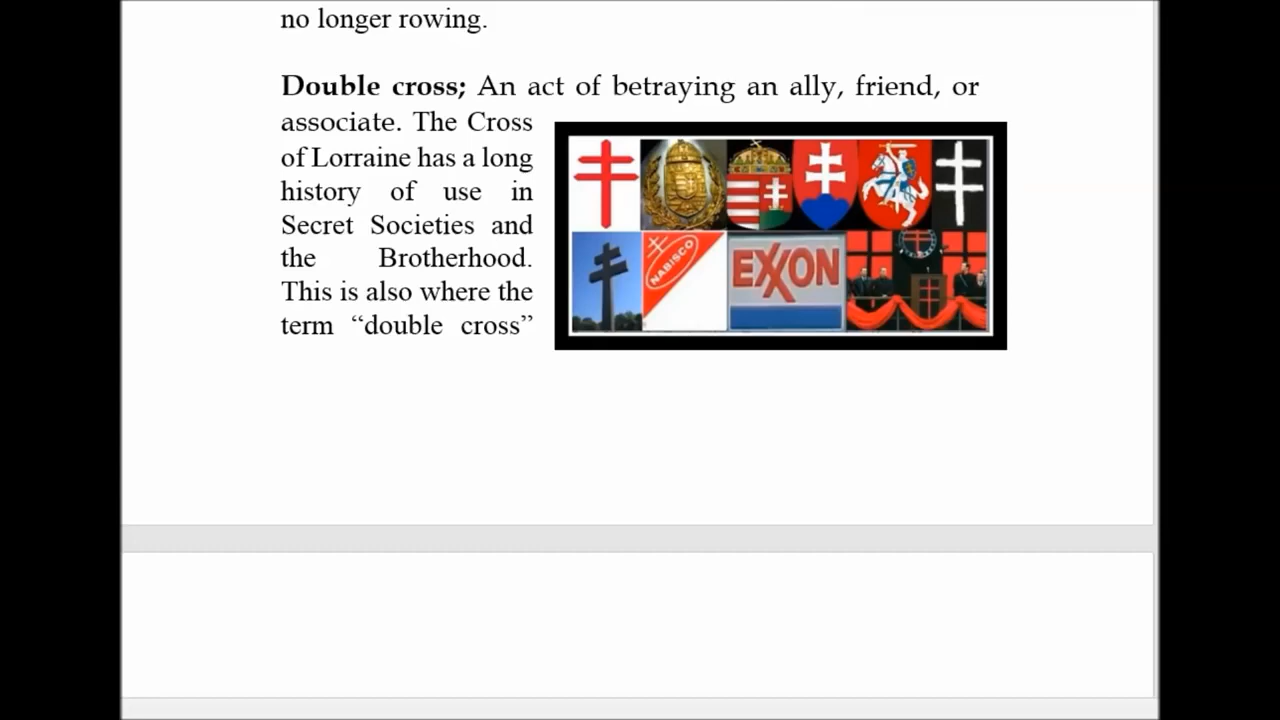 no longer rowing.
Double cross; An act of betraying an ally, friend, or
associate. The Cross
of Lorraine has a long
history of use in
Secret Societies and
the Brotherhood.
This is also where the
term “double cross”
NABISCO
EXXON